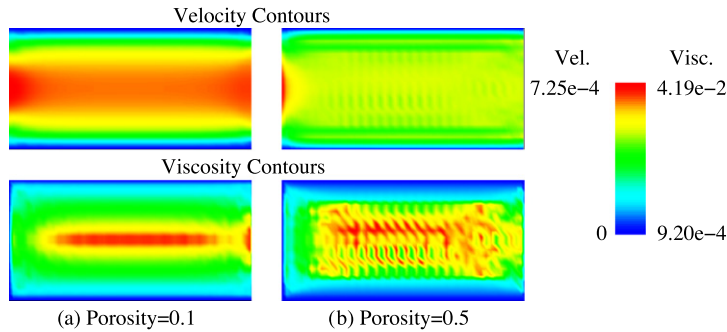 Velocity Contours
Vel.
Visc.
7.25e-4
4.19e-2
Viscosity Contours
0
9.20e-4
(a) Porosity=0.1
(b) Porosity=0.5